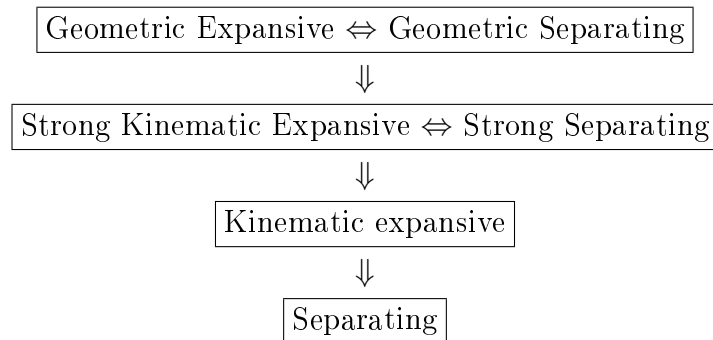 Geometric Expansive ⇔ Geometric Separating
⇓
Strong Kinematic Expansive ⇔ Strong Separating
⇓
Kinematic expansive
⇓
Separating